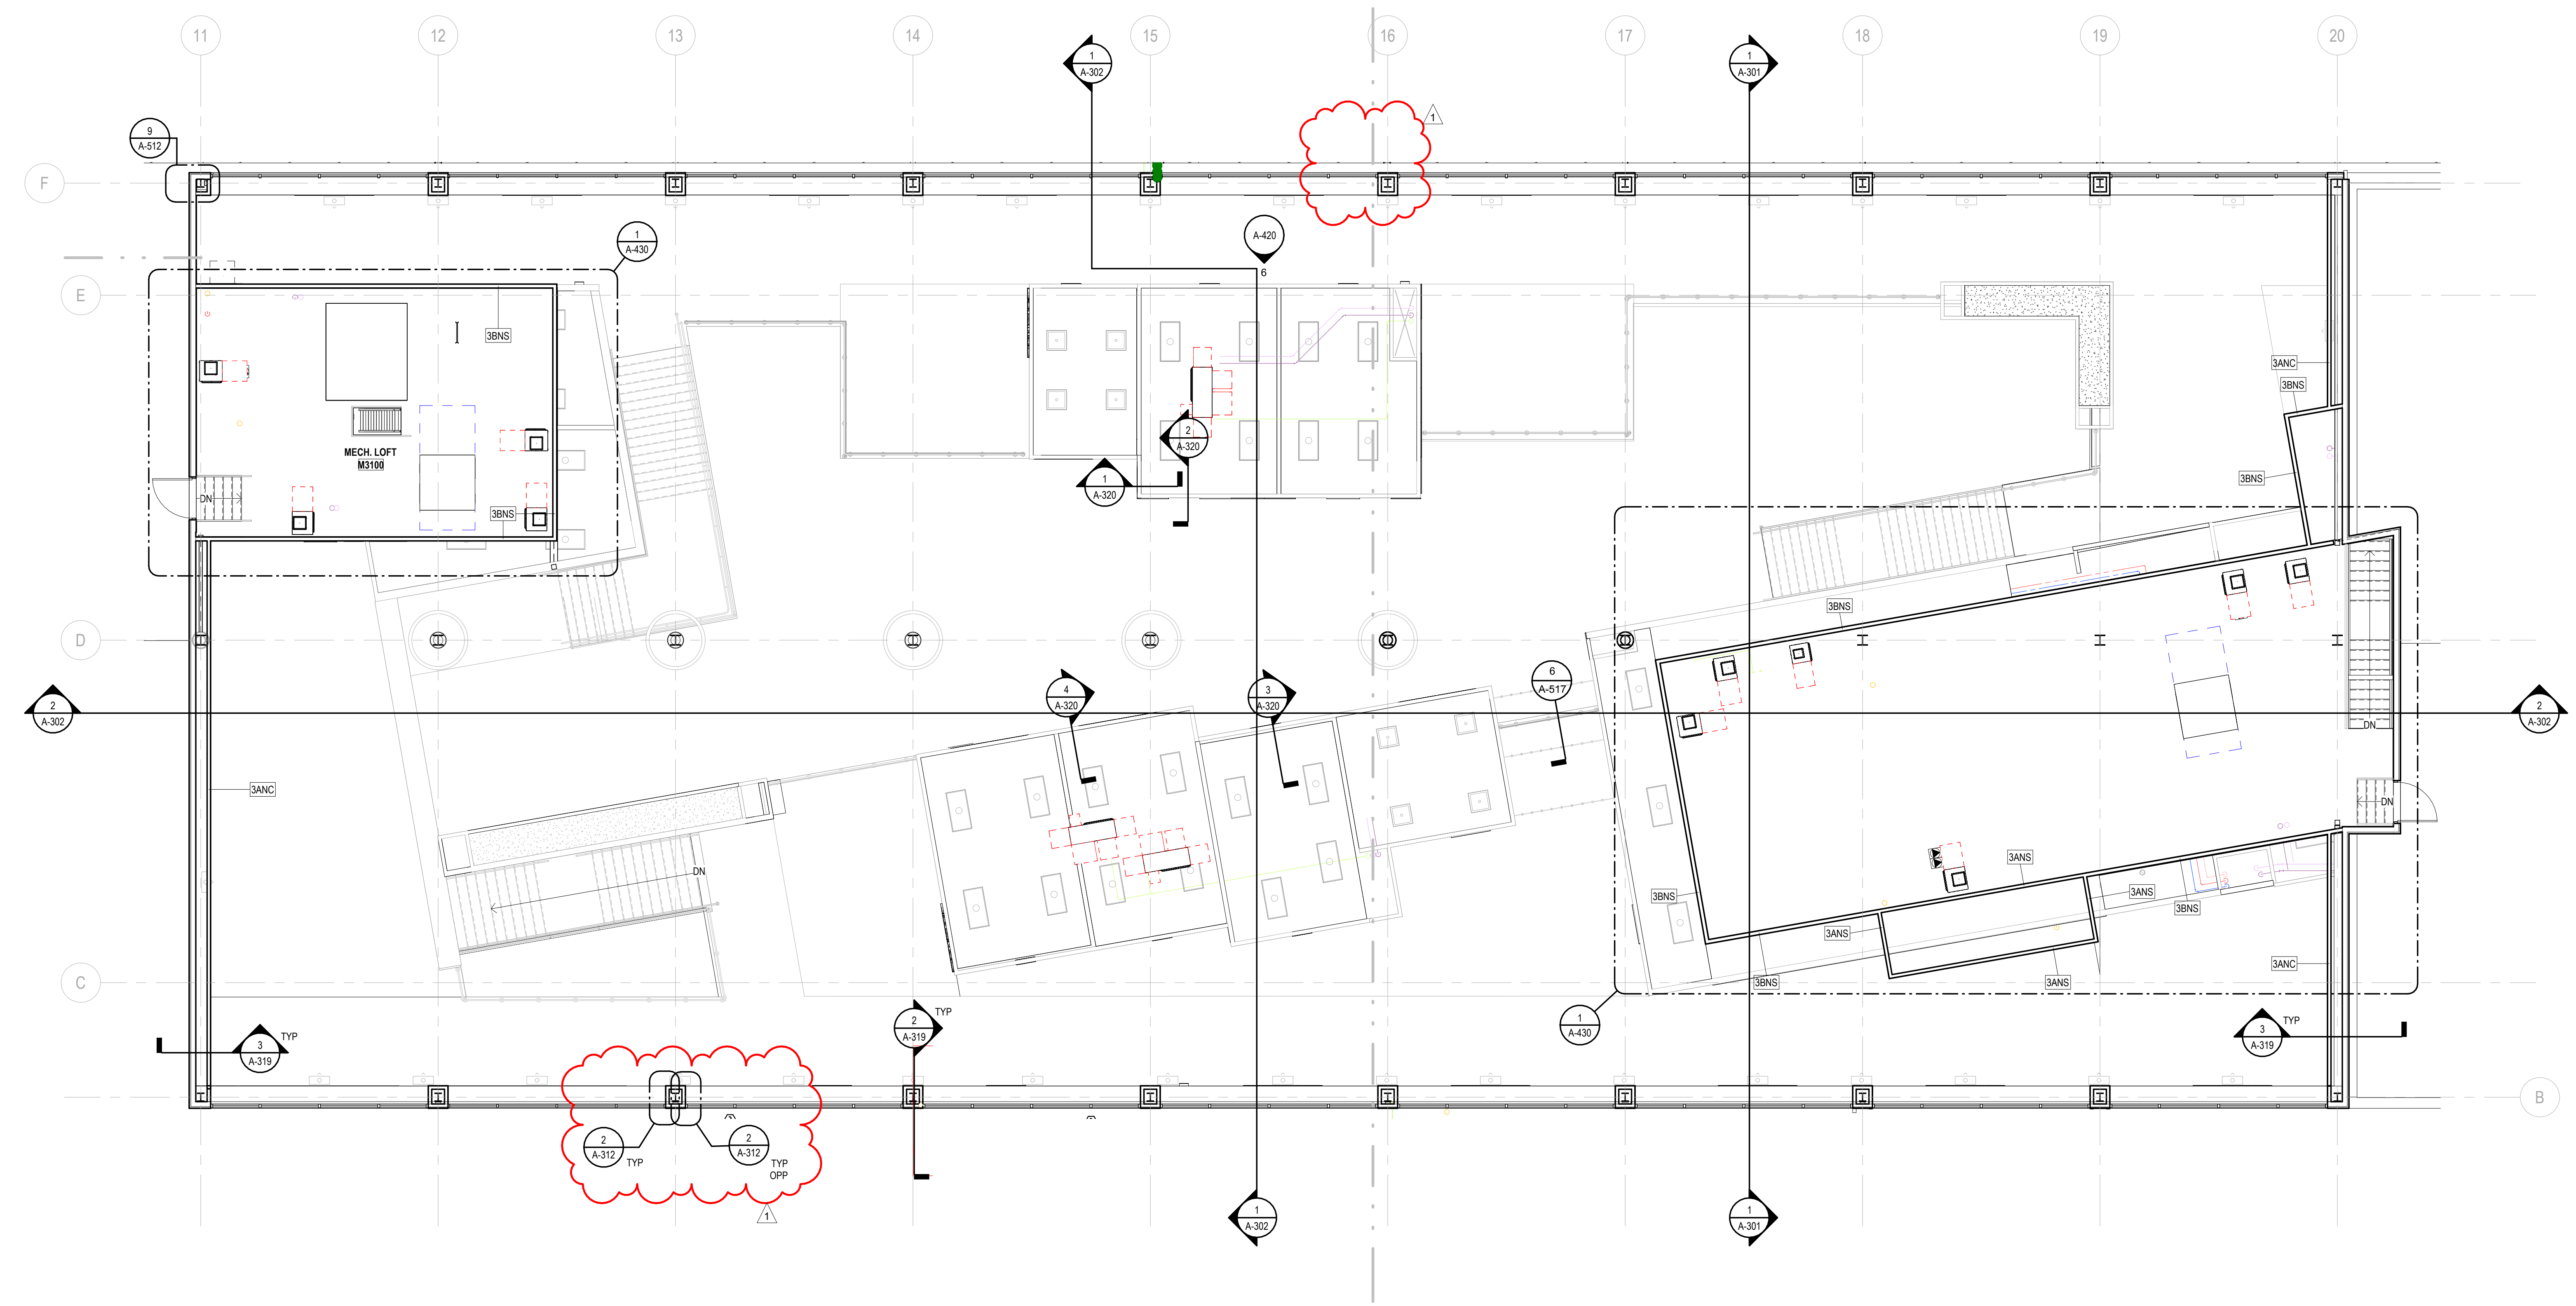 11 12 13 14 15 16 17 18 19 20
1
A-302
1
A-301
1
9
A-512
F
1
A-430
A-420
6
E
3BNS
3ANC
3BNS
MECH. LOFT
M3100
2
A-320
3BNS
1
A-320
DN
3BNS
3BNS
D
4
A-320
3
A-320
6
A-517
2
A-302
2
A-302
DN
3ANC
DN
3ANS
DN
3ANS
3BNS
3BNS
3ANS
3ANC
C
3BNS
3ANS
2
A-319
TYP
1
A-430
3
A-319
TYP
3
A-319
TYP
B
2
A-312
TYP
2
A-312
TYP
OPP
1
1
A-302
1
A-301